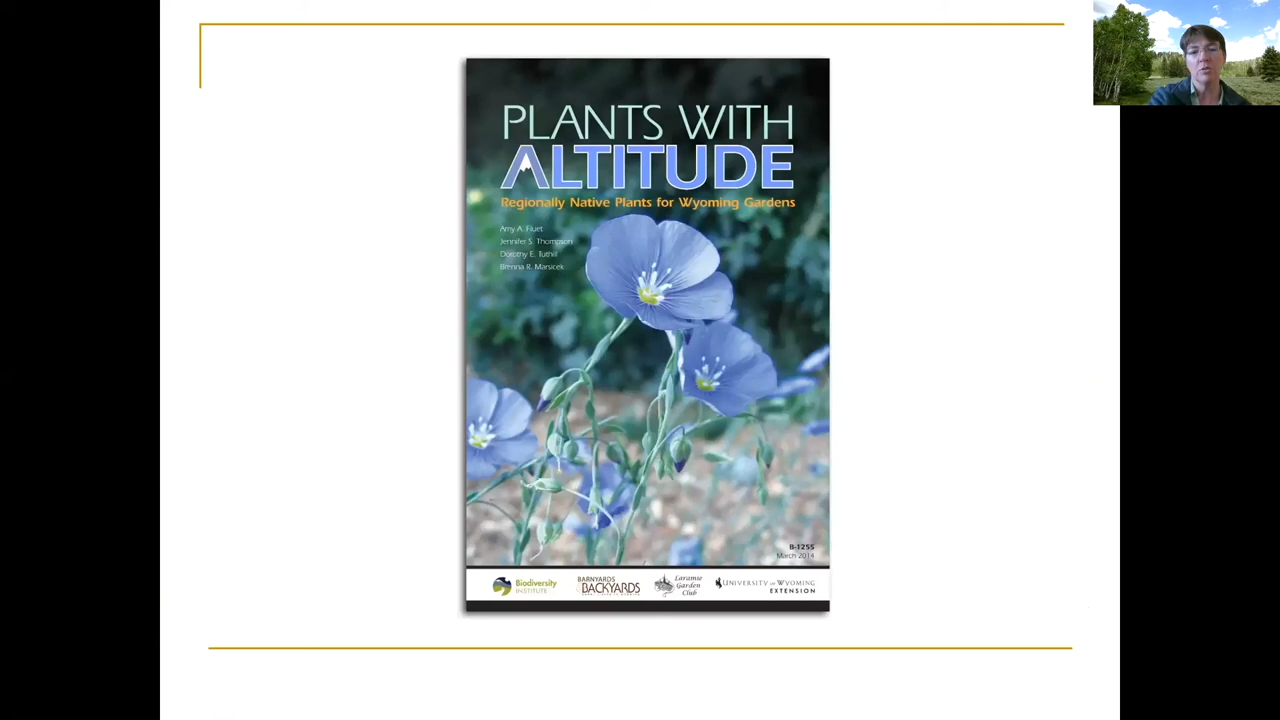 PLANTS WITH
ALTITUDE
Regionally Native Plants for Wyoming Gardens
Amy A. Fluet
Jennifer S. Thompson
Dorothy E. Tuthill
Brenna R. Marsicek
B-1255
March 2014
Biodiversity
INSTITUTE
BARNYARDS
& BACKYARDS
Laramie
Garden
Club
UNIVERSITY OF WYOMING
EXTENSION